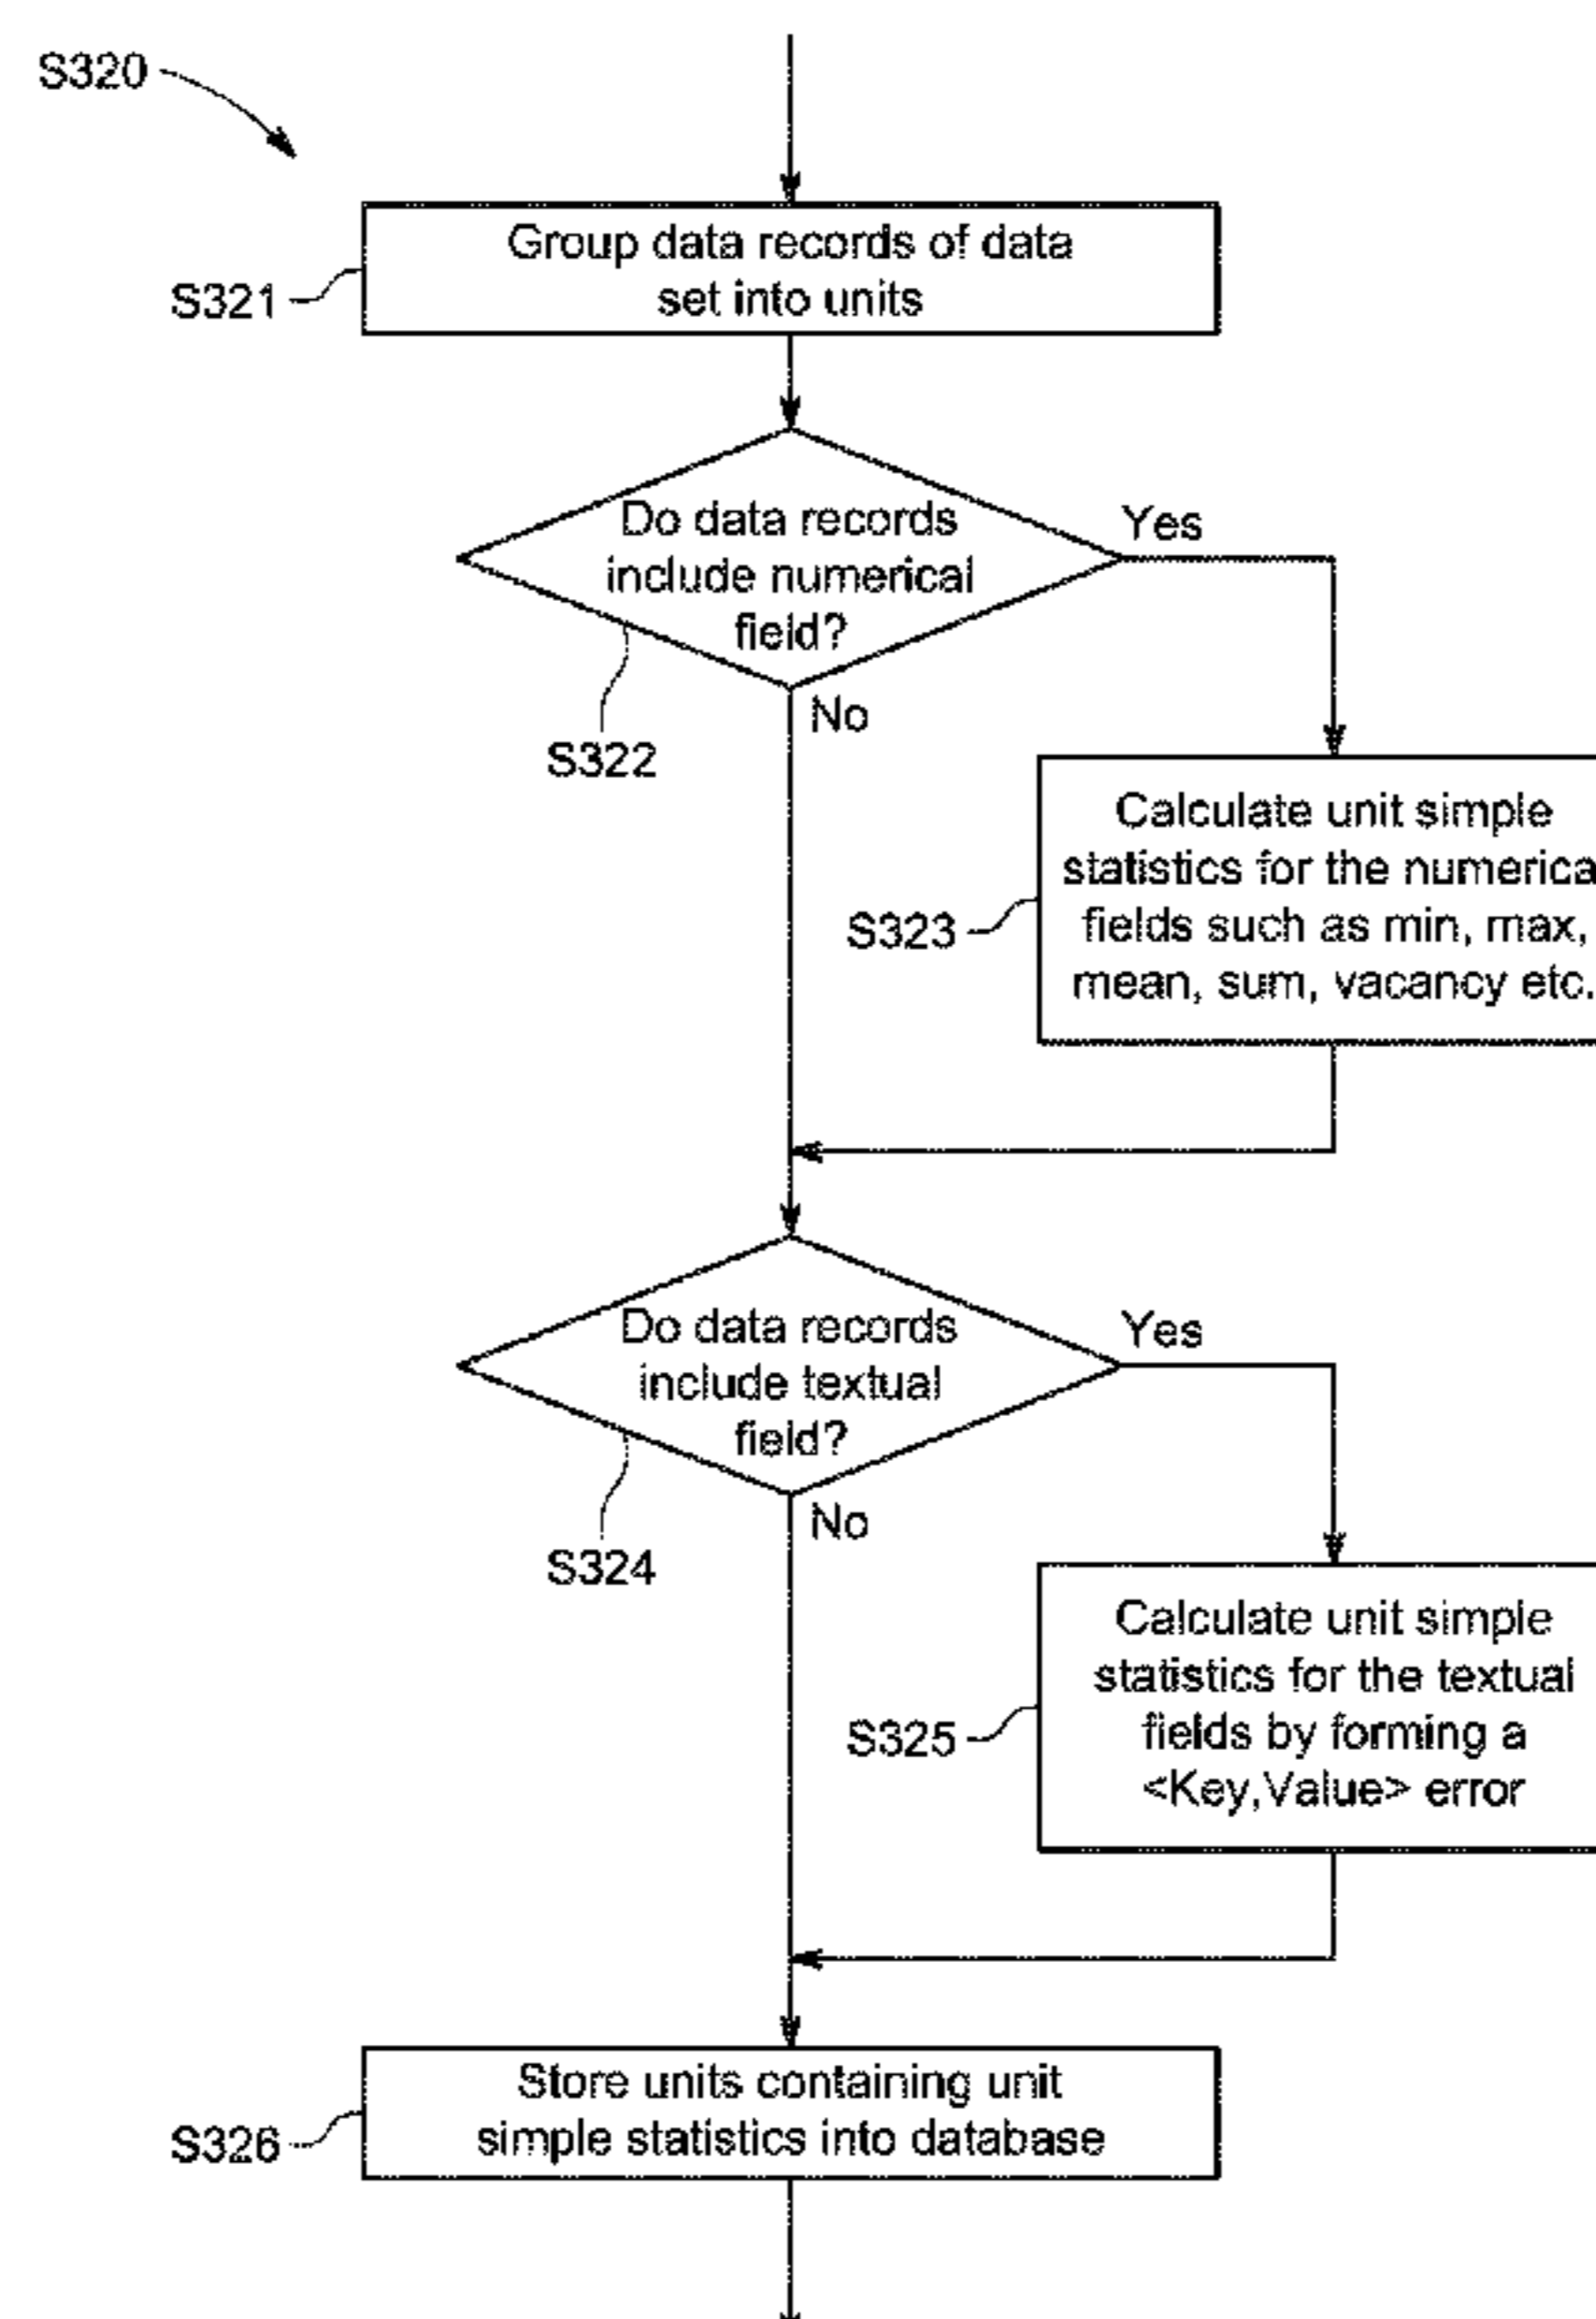 S320
Group data records of data
set into units
S321
Do data records
include numerical
field?
Yes
No
S322
Calculate unit simple
statistics for the numerica
fields such as min, max,
mean, sum, vacancy etc.
S323
Do data records
include textual
field?
Yes
No
S324
Calculate unit simple
statistics for the textual
fields by forming a
<Key,Value> error
S325
Store units containing unit
simple statistics into database
S326